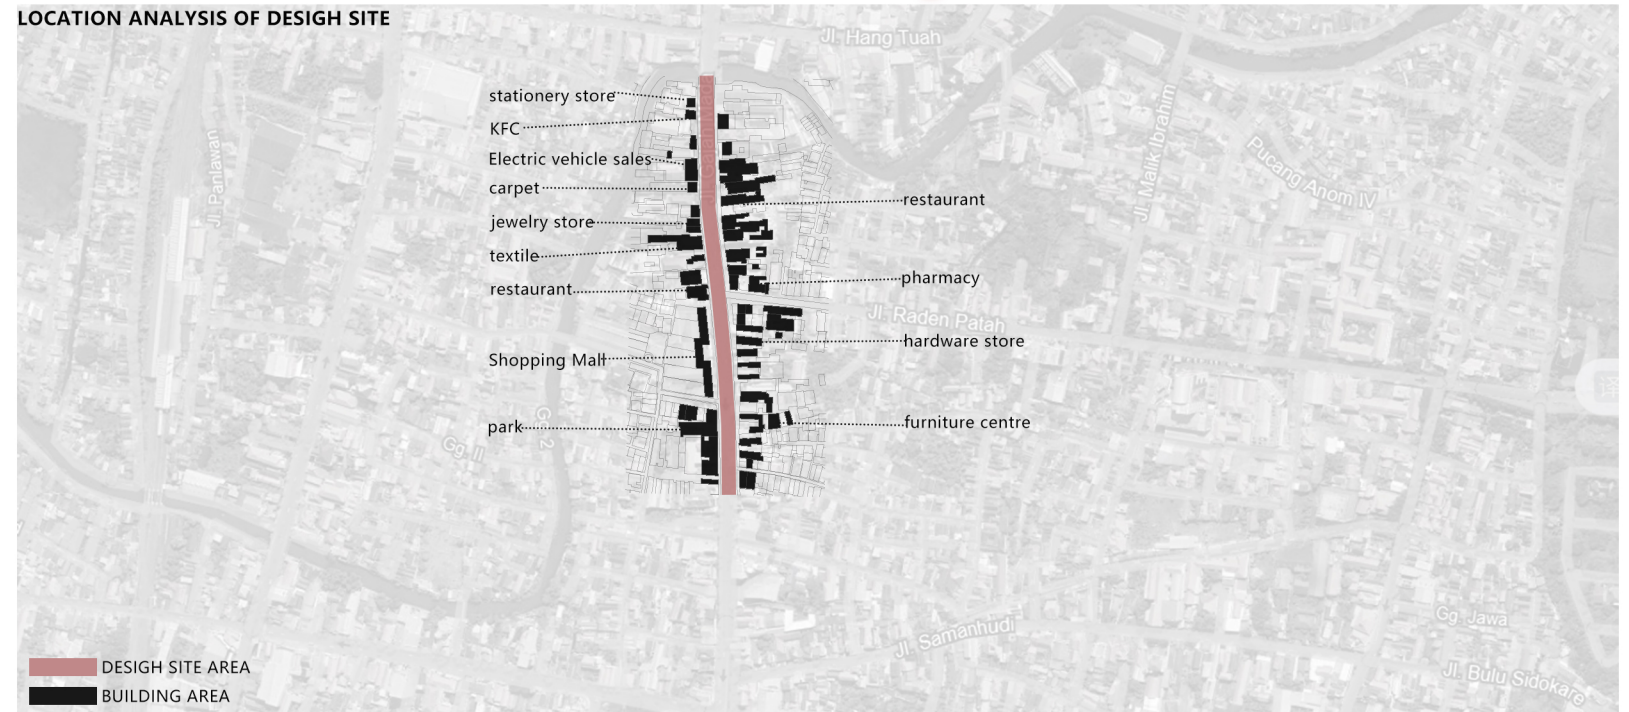 LOCATION ANALYSIS OF DESIGH SITE
Jl. Hang Tuah
stationery store
KFC
Electric vehicle sales
carpet
jewelry store
textile
restaurant
Shopping Mall
park
restaurant
pharmacy
Jl. Raden Patah
hardware store
furniture centre
Jl. Panlawan
Jl. Malik Ibrahim
Pucang Anom IV
Gg. II
Jl. Samanhudi
Gg. Jawa
Jl. Bulu Sidokare
DESIGH SITE AREA
BUILDING AREA